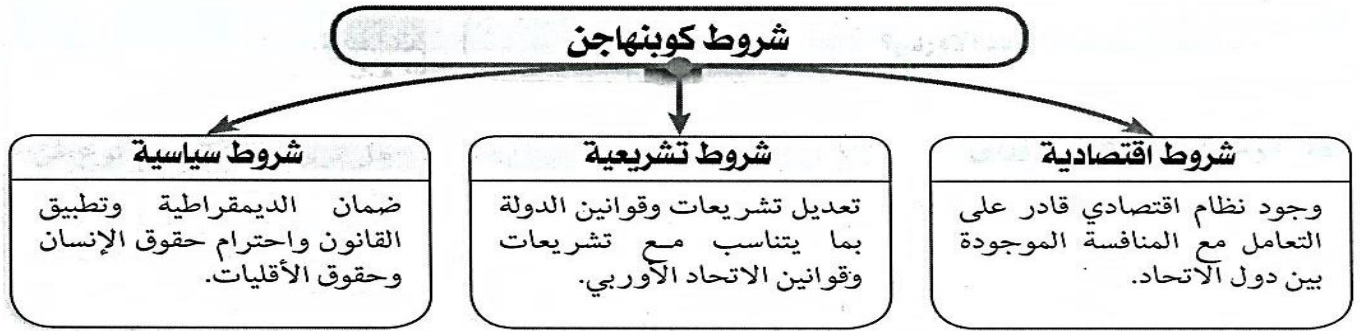 شروط كوبنهاجن
شروط اقتصادية
وجود نظام اقتصادي قادر على
التعامل مع المنافسة الموجودة
بين دول الاتحاد.
شروط تشريعية
تعديل تشريعات وقوانين الدولة
بما يتناسب مع تشريعات
وقوانين الاتحاد الأوربي.
شروط سياسية
ضمان الديمقراطية وتطبيق
القانون واحترام حقوق الإنسان
وحقوق الأقليات.